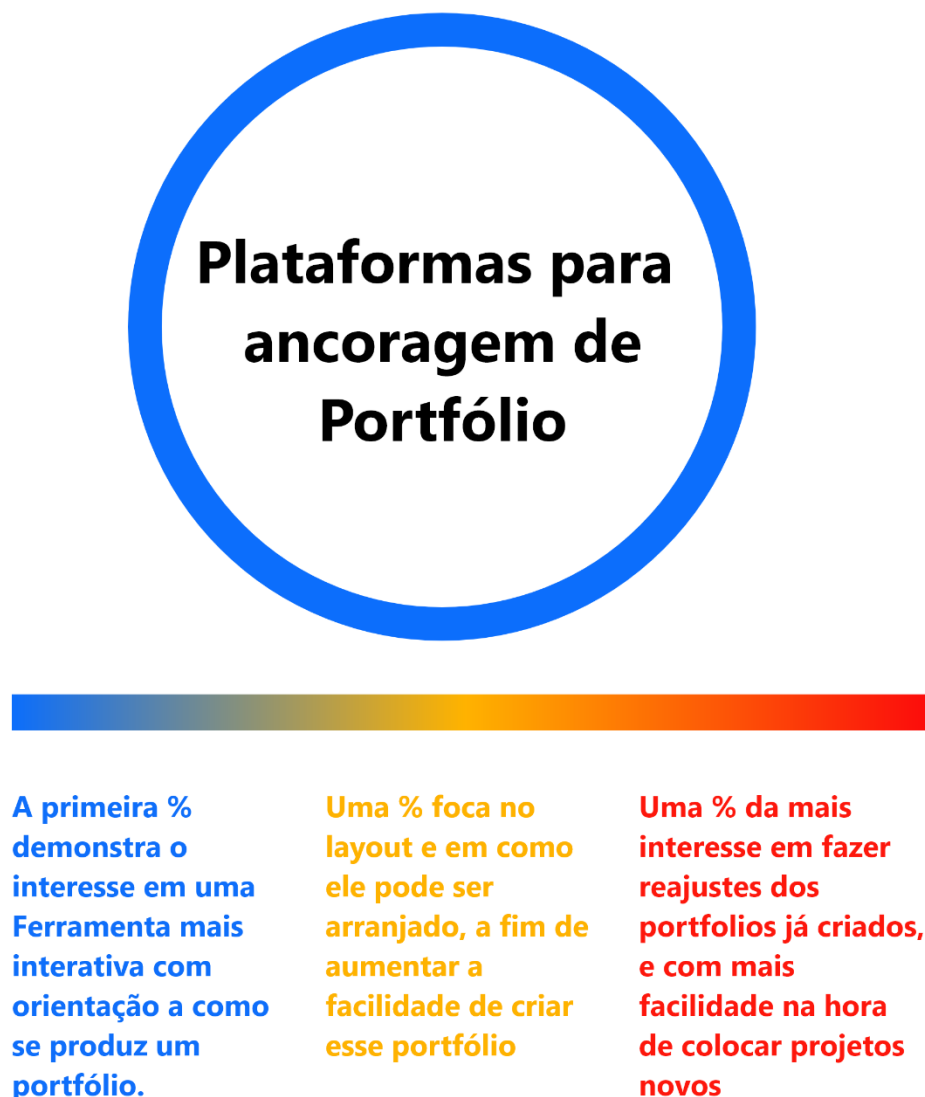 Plataformas para
ancoragem de
Portfólio
A primeira %
demonstra o
interesse em uma
Ferramenta mais
interativa com
orientação a como
se produz um
portfólio.
Uma % foca no
layout e em como
ele pode ser
arranjado, a fim de
aumentar a
facilidade de criar
esse portfólio
Uma % da mais
interesse em fazer
reajustes dos
portfolios já criados,
e com mais
facilidade na hora
de colocar projetos
novos